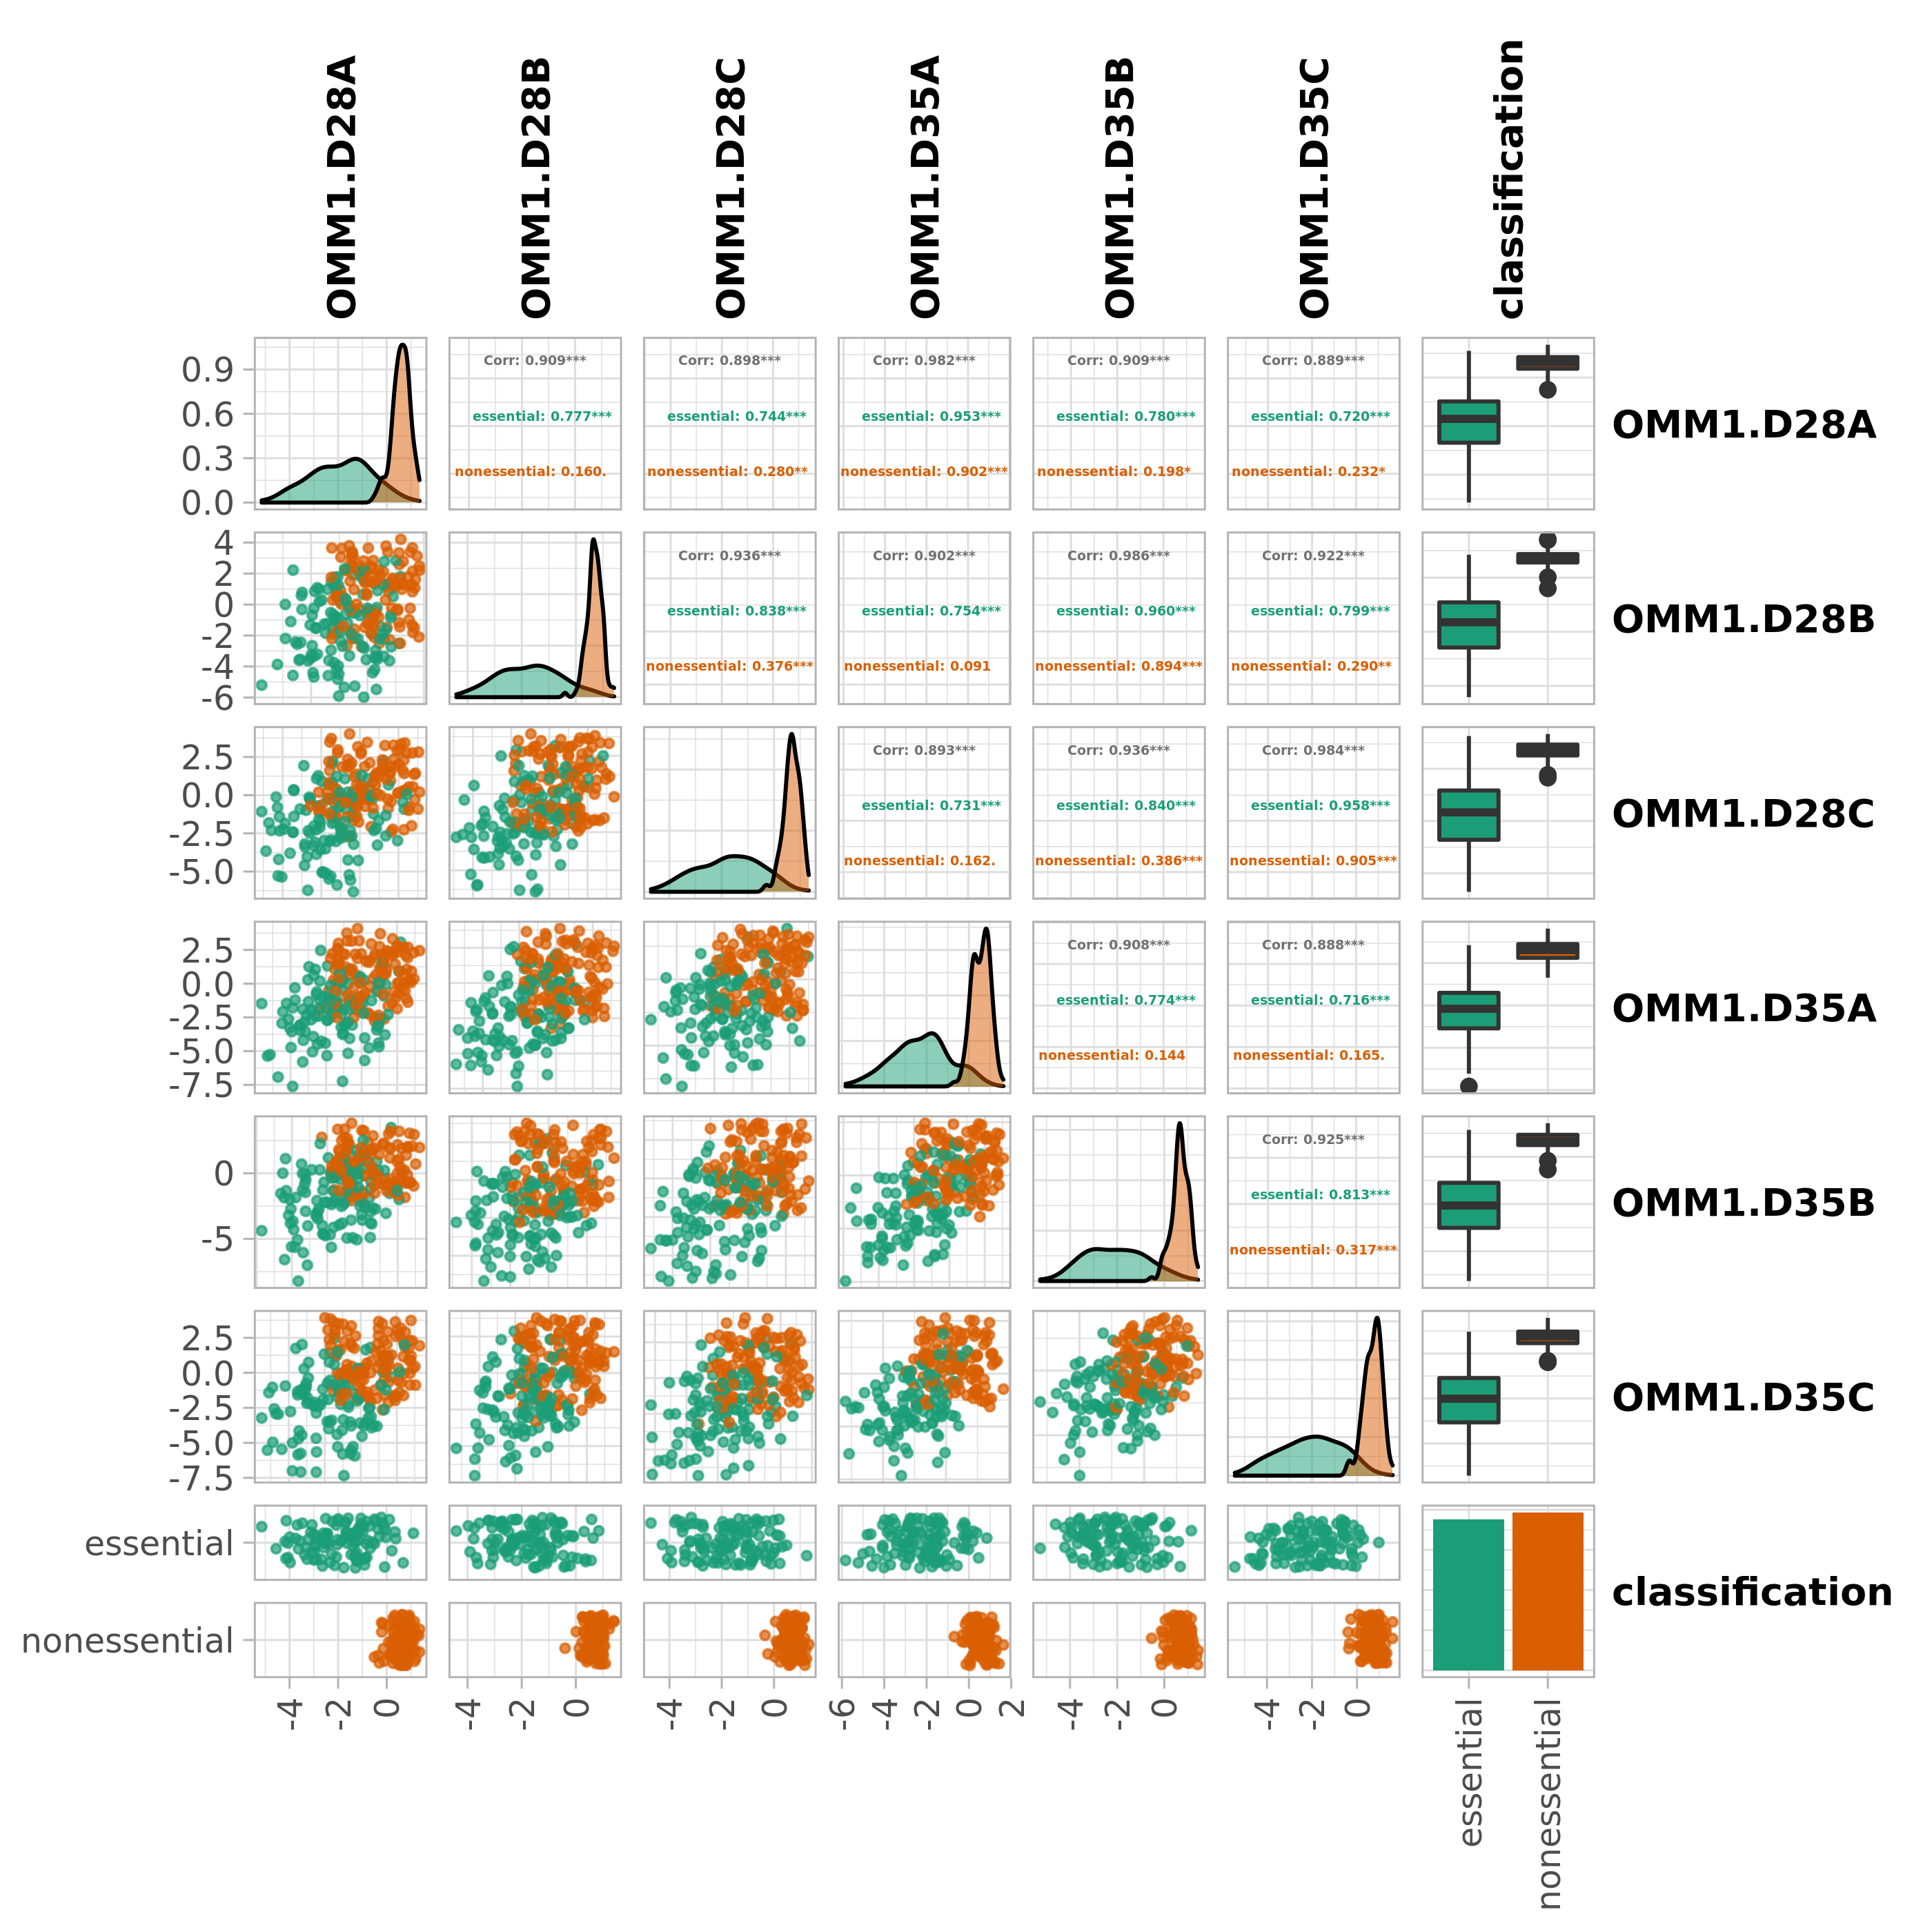 OMM1.D28A
OMM1.D28B
OMM1.D28C
OMM1.D35A
OMM1.D35B
OMM1.D35C
classification
0.9
0.6
0.3
0.0
Corr: 0.909***
essential: 0.777***
nonessential: 0.160.
Corr: 0.898***
essential: 0.744***
nonessential: 0.280**
Corr: 0.982***
essential: 0.953***
nonessential: 0.902***
Corr: 0.909***
essential: 0.780***
nonessential: 0.198*
Corr: 0.889***
essential: 0.720***
nonessential: 0.232*
OMM1.D28A
4
2
0
-2
-4
-6
Corr: 0.936***
essential: 0.838***
nonessential: 0.376***
Corr: 0.902***
essential: 0.754***
nonessential: 0.091
Corr: 0.986***
essential: 0.960***
nonessential: 0.894***
Corr: 0.922***
essential: 0.799***
nonessential: 0.290**
OMM1.D28B
2.5
0.0
-2.5
-5.0
Corr: 0.893***
essential: 0.731***
nonessential: 0.162.
Corr: 0.936***
essential: 0.840***
nonessential: 0.386***
Corr: 0.984***
essential: 0.958***
nonessential: 0.905***
OMM1.D28C
2.5
0.0
-2.5
-5.0
-7.5
Corr: 0.908***
essential: 0.774***
nonessential: 0.144
Corr: 0.888***
essential: 0.716***
nonessential: 0.165.
OMM1.D35A
0
-5
Corr: 0.925***
essential: 0.813***
nonessential: 0.317***
OMM1.D35B
2.5
0.0
-2.5
-5.0
-7.5
OMM1.D35C
essential
nonessential
classification
-4 -2 0
-4 -2 0
-4 -2 0
-6 -4 -2 0 2
-4 -2 0
-4 -2 0
essential
nonessential